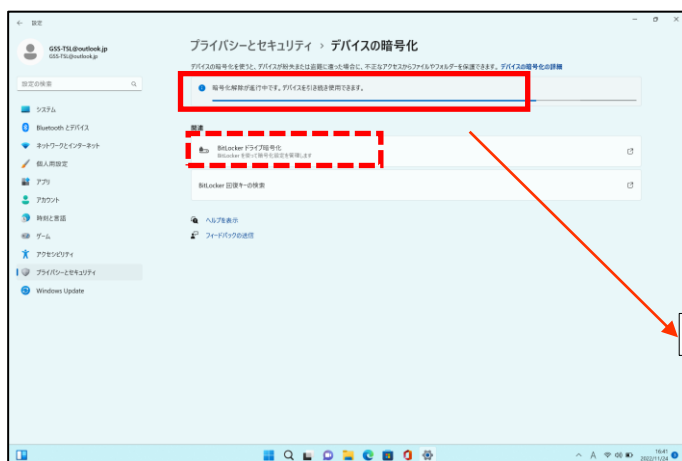 設定
GSS-TSL@outlook.jp
GSS-TSL@outlook.jp
設定の検索
システム
Bluetooth とデバイス
ネットワークとインターネット
個人用設定
アプリ
アカウント
時刻と言語
ゲーム
アクセシビリティ
プライバシーとセキュリティ
Windows Update
プライバシーとセキュリティ › デバイスの暗号化
デバイスの暗号化を使うと、デバイスが紛失または盗難に遭った場合に、不正なアクセスからファイルやフォルダーを保護できます。 デバイスの暗号化の詳細
暗号化解除が進行中です。デバイスを引き続き使用できます。
関連
BitLocker ドライブ暗号化
BitLocker を使って暗号化設定を管理します
BitLocker 回復キーの検索
ヘルプを表示
フィードバックの送信
A
16:41
2022/11/24